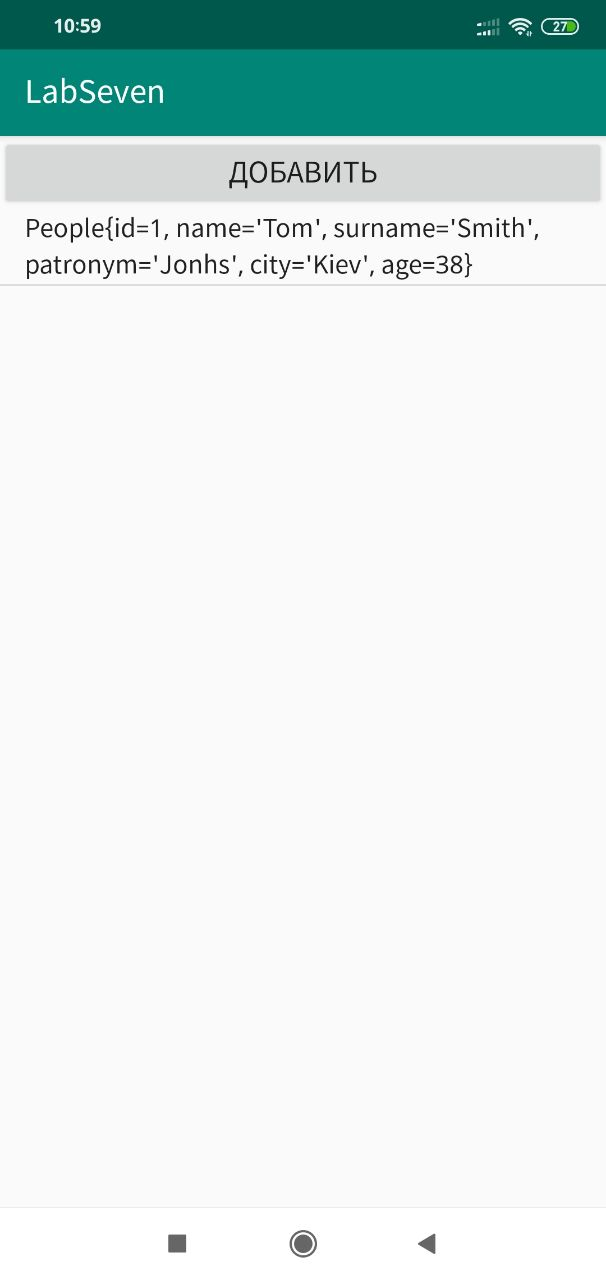 10:59
27
LabSeven
ДОБАВИТЬ
People{id=1, name='Tom', surname='Smith',
patronym='Jonhs', city='Kiev', age=38}